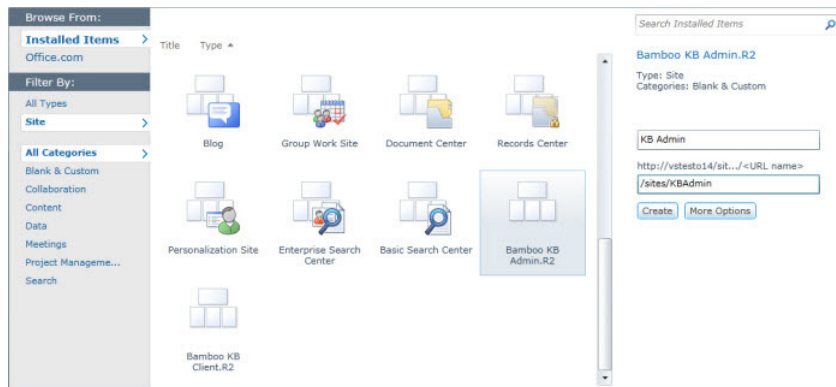 Browse From:
Installed Items
Office.com
Filter By:
All Types
Site
All Categories
Blank & Custom
Collaboration
Content
Data
Meetings
Project Manageme...
Search
Title Type
Blog
Group Work Site
Document Center
Records Center
Personalization Site
Enterprise Search
Center
Basic Search Center
Bamboo KB
Admin.R2
Bamboo KB
Client.R2
Search Installed Items
Bamboo KB Admin.R2
Type: Site
Categories: Blank & Custom
KB Admin
http://vstesto14/sit.../<URL name>
/sites/KBAdmin
Create More Options